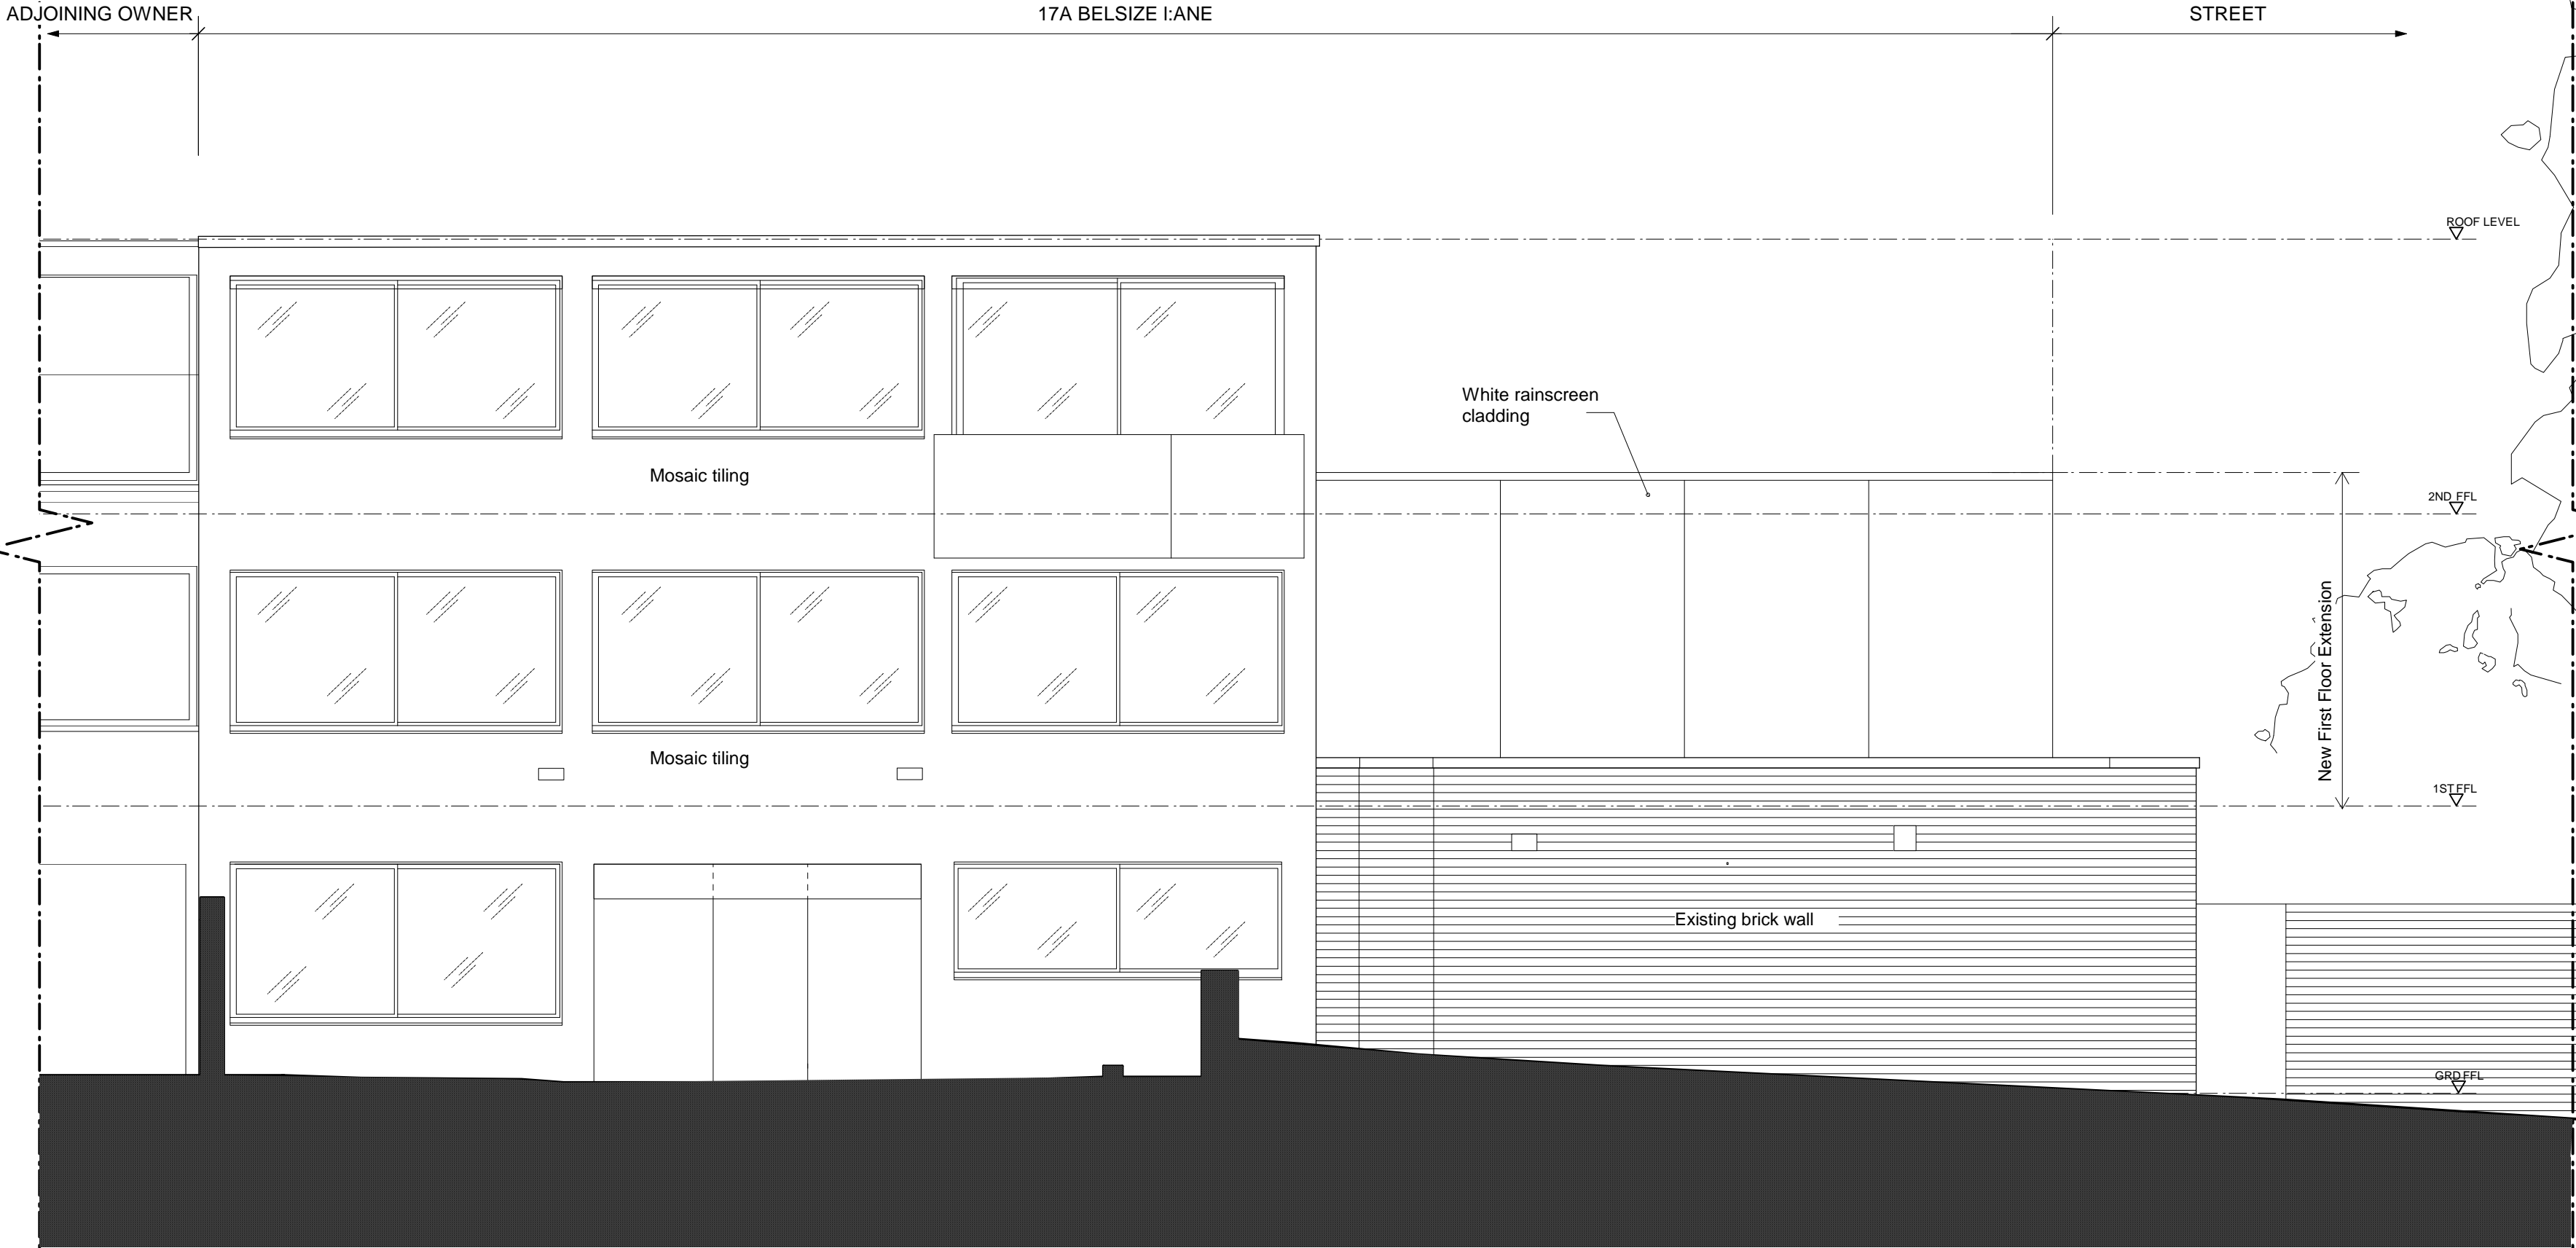 ADJOINING OWNER
17A BELSIZE I:ANE
STREET
ROOF LEVEL
White rainscreen
cladding
Mosaic tiling
2ND FFL
New First Floor Extension
Mosaic tiling
1ST FFL
Existing brick wall
GRD FFL